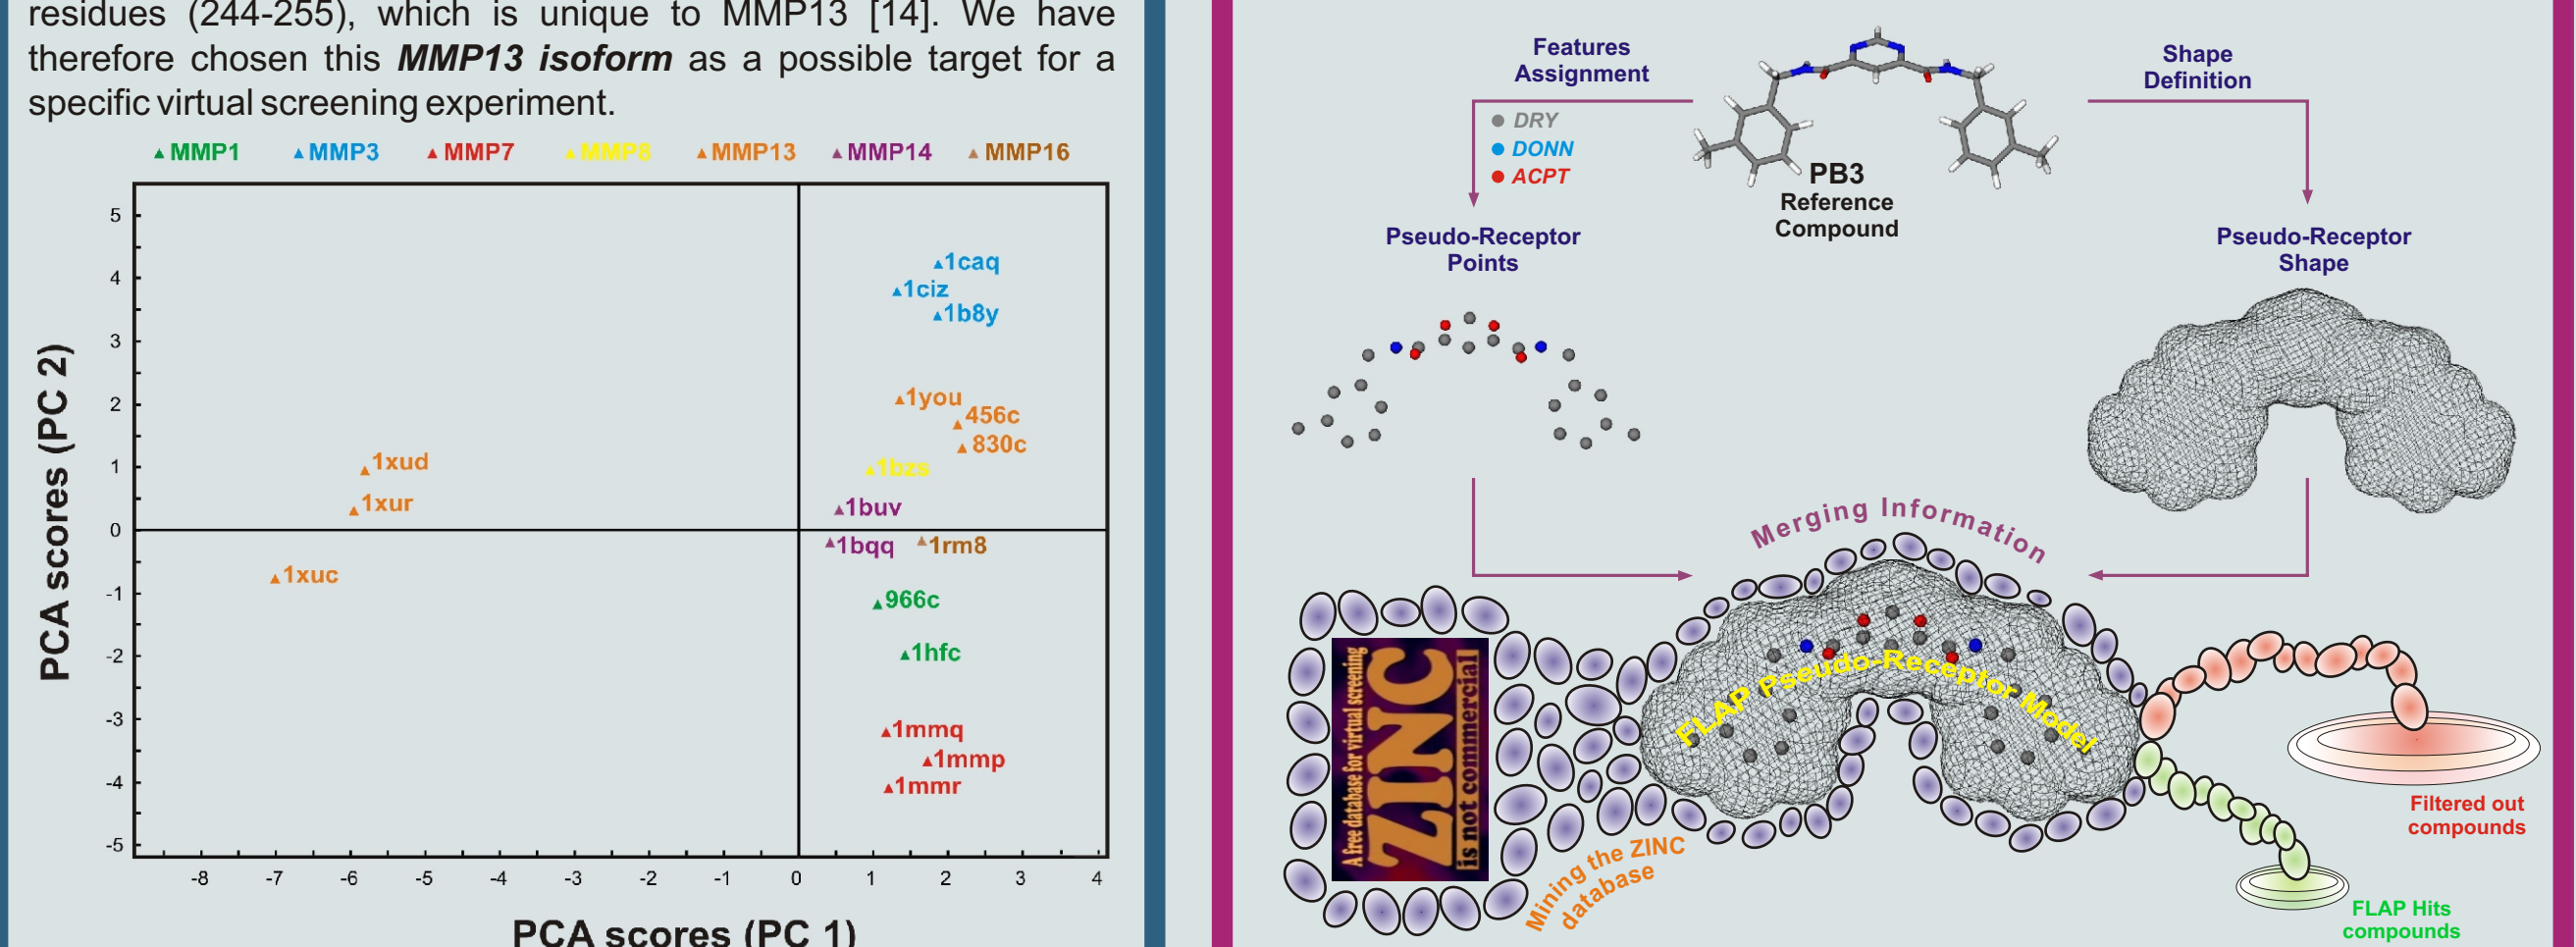 residues (244-255), which is unique to MMP13 [14]. We have
therefore chosen this MMP13 isoform as a possible target for a
specific virtual screening experiment.
MMP1 MMP3 MMP7 MMP8 MMP13 MMP14 MMP16
PCA scores (PC 2)
5
4
3
2
1
0
-1
-2
-3
-4
-5
1caq
1ciz
1b8y
1you
456c
830c
1xud
1bzs
1xur
1buv
1bqq
1rm8
1xuc
966c
1hfc
1mmq
1mmp
1mmr
-8 -7 -6 -5 -4 -3 -2 -1 0 1 2 3 4
PCA scores (PC 1)
Features
Assignment
DRY
DONN
ACPT
PB3
Reference
Compound
Shape
Definition
Pseudo-Receptor
Points
Pseudo-Receptor
Shape
Merging Information
FLAP Pseudo-Receptor Model
A free database for virtual screening
ZINC
is not commercial
Mining the ZINC
database
Filtered out
compounds
FLAP Hits
compounds